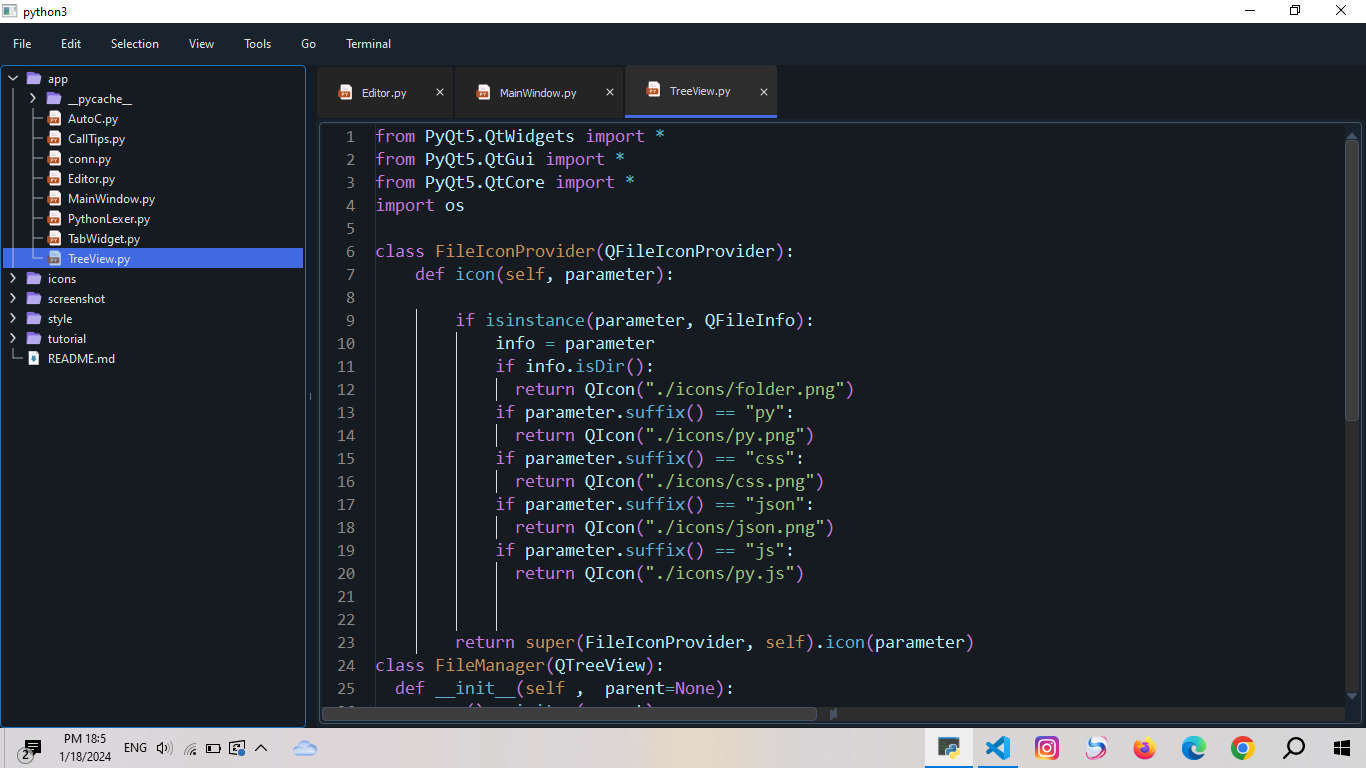 python3
File Edit Selection View Tools Go Terminal
app
__pycache__
AutoC.py
CallTips.py
conn.py
Editor.py
MainWindow.py
PythonLexer.py
TabWidget.py
TreeView.py
icons
screenshot
style
tutorial
README.md
Editor.py MainWindow.py TreeView.py
1 from PyQt5.QtWidgets import *
2 from PyQt5.QtGui import *
3 from PyQt5.QtCore import *
4 import os
5
6 class FileIconProvider(QFileIconProvider):
7 def icon(self, parameter):
8
9 if isinstance(parameter, QFileInfo):
10 info = parameter
11 if info.isDir():
12 return QIcon("./icons/folder.png")
13 if parameter.suffix() == "py":
14 return QIcon("./icons/py.png")
15 if parameter.suffix() == "css":
16 return QIcon("./icons/css.png")
17 if parameter.suffix() == "json":
18 return QIcon("./icons/json.png")
19 if parameter.suffix() == "js":
20 return QIcon("./icons/py.js")
21
22
23 return super(FileIconProvider, self).icon(parameter)
24 class FileManager(QTreeView):
25 def __init__(self , parent=None):
2 PM 18:5 ENG
1/18/2024